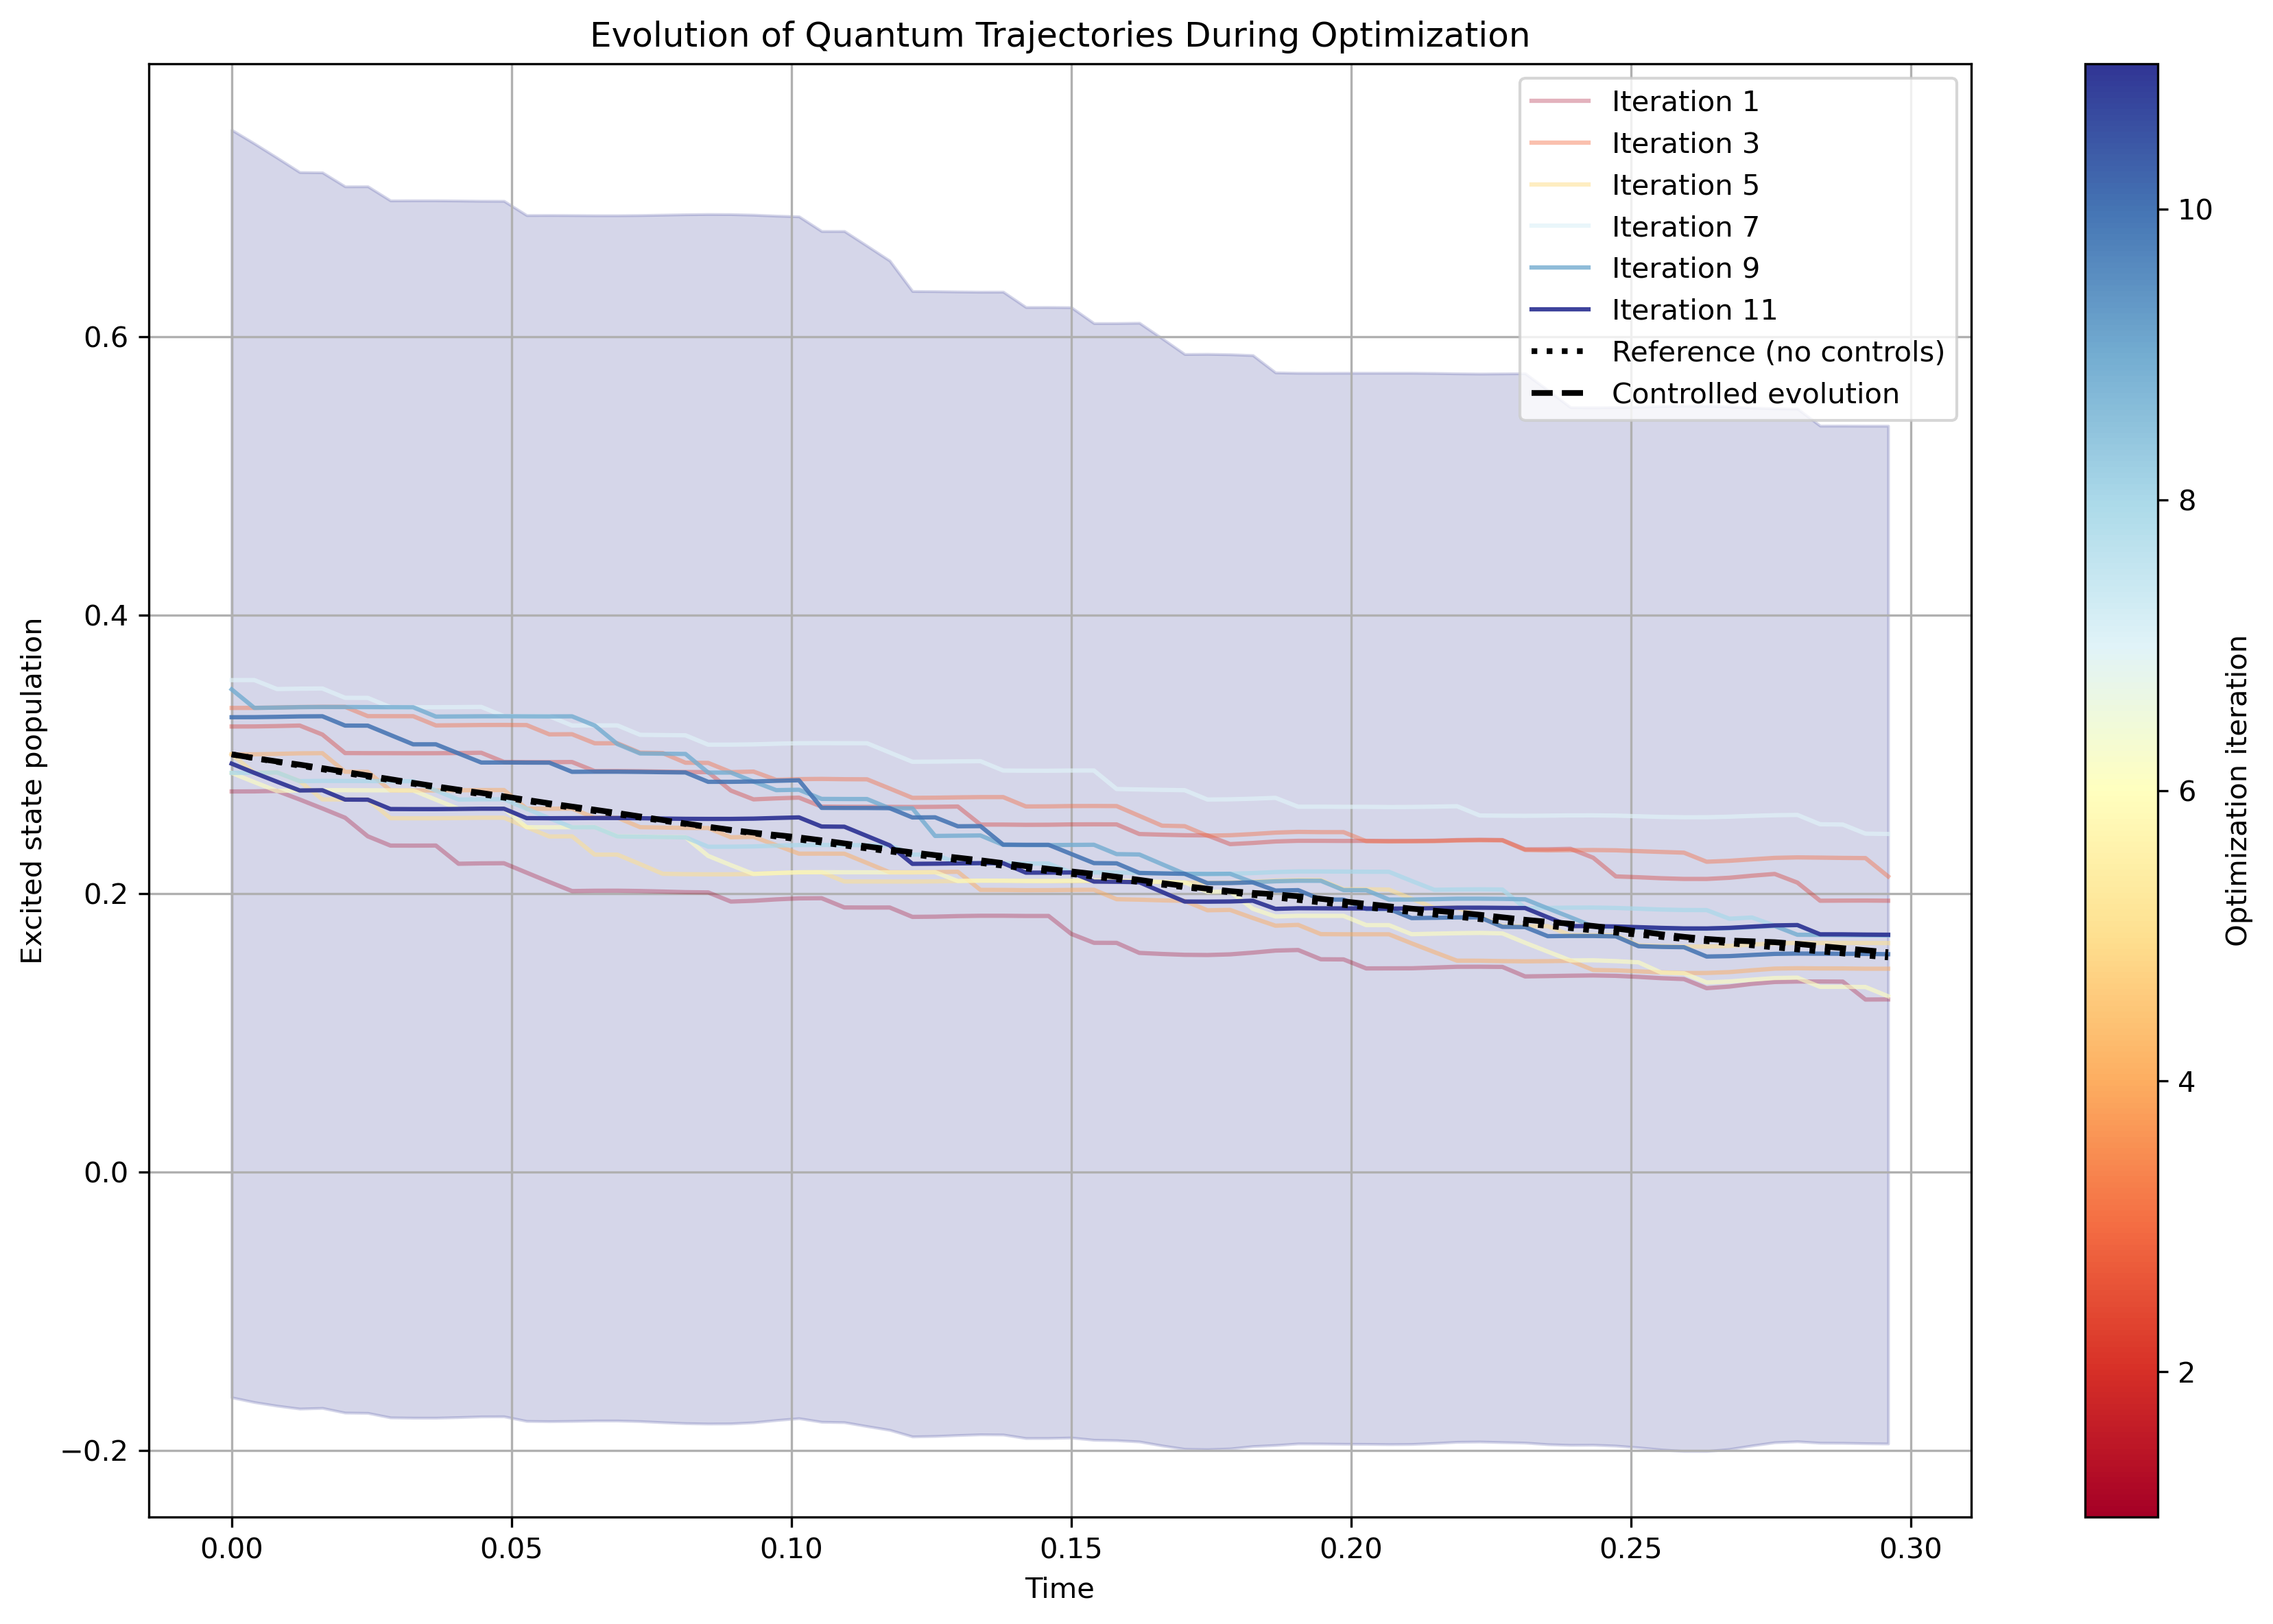 Evolution of Quantum Trajectories During Optimization
Iteration 1
Iteration 3
Iteration 5
Iteration 7
Iteration 9
Iteration 11
Reference (no controls)
Controlled evolution
Excited state population
0.6
0.4
0.2
0.0
−0.2
0.00 0.05 0.10 0.15 0.20 0.25 0.30
Time
10
8
6
4
2
Optimization iteration